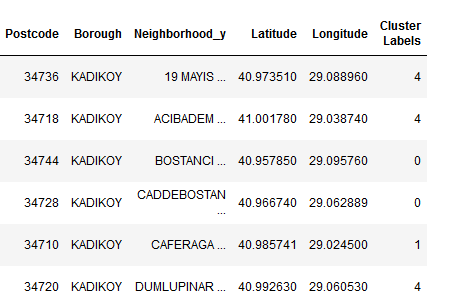 Postcode Borough Neighborhood_y Latitude Longitude Cluster Labels
34736 KADIKOY 19 MAYIS ... 40.973510 29.088960 4
34718 KADIKOY ACIBADEM ... 41.001780 29.038740 4
34744 KADIKOY BOSTANCI ... 40.957850 29.095760 0
34728 KADIKOY CADDEBOSTAN ... 40.966740 29.062889 0
34710 KADIKOY CAFERAGA ... 40.985741 29.024500 1
34720 KADIKOY DUMLUPINAR ... 40.992630 29.060530 4